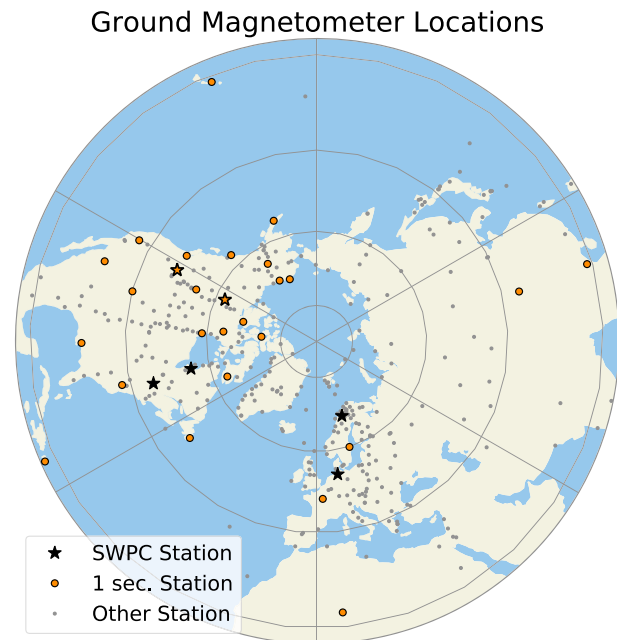 Ground Magnetometer Locations
SWPC Station
1 sec. Station
Other Station